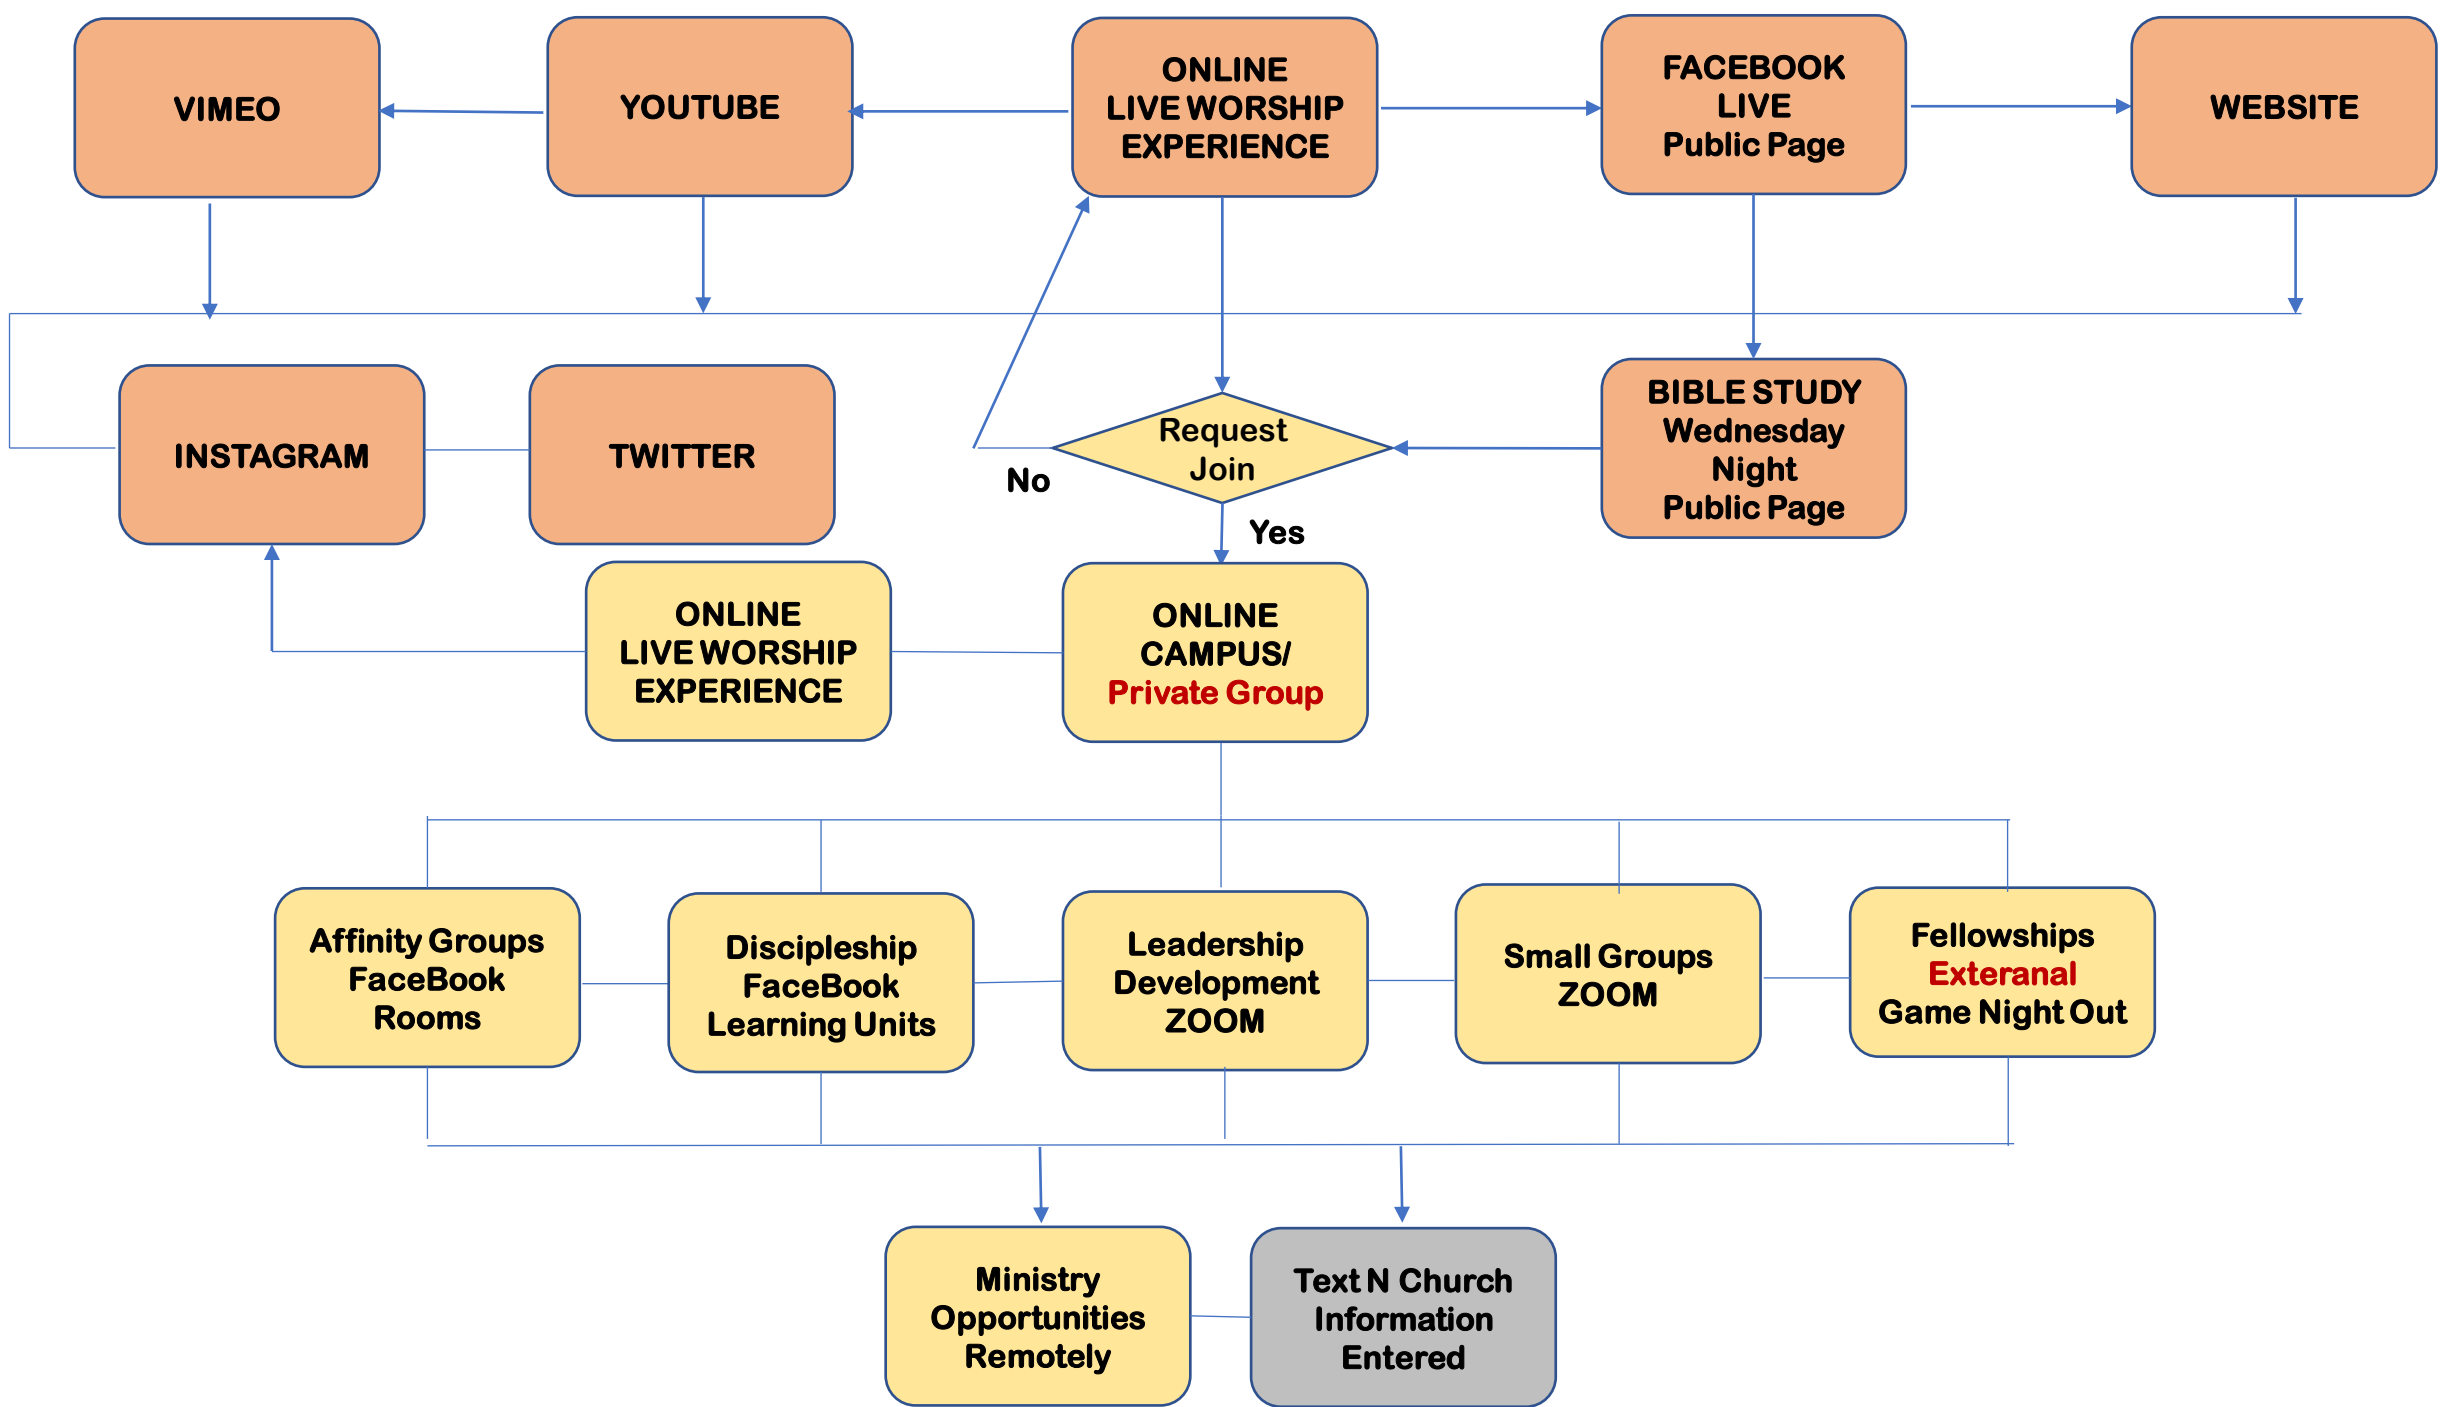 VIMEO
YOUTUBE
ONLINE
LIVE WORSHIP
EXPERIENCE
FACEBOOK
LIVE
Public Page
WEBSITE
INSTAGRAM
TWITTER
Request
Join
No
Yes
BIBLE STUDY
Wednesday
Night
Public Page
ONLINE
LIVE WORSHIP
EXPERIENCE
ONLINE
CAMPUS/
Private Group
Affinity Groups
FaceBook
Rooms
Discipleship
FaceBook
Learning Units
Leadership
Development
ZOOM
Small Groups
ZOOM
Fellowships
Exteranal
Game Night Out
Ministry
Opportunities
Remotely
Text N Church
Information
Entered